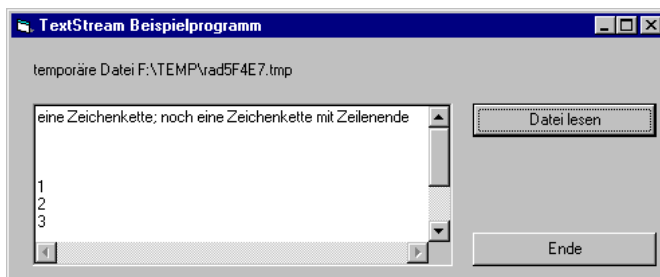 TextStream Beispielprogramm
temporäre Datei F:\TEMP\rad5F4E7.tmp
eine Zeichenkette; noch eine Zeichenkette mit Zeilenende
Datei lesen
1
2
3
Ende